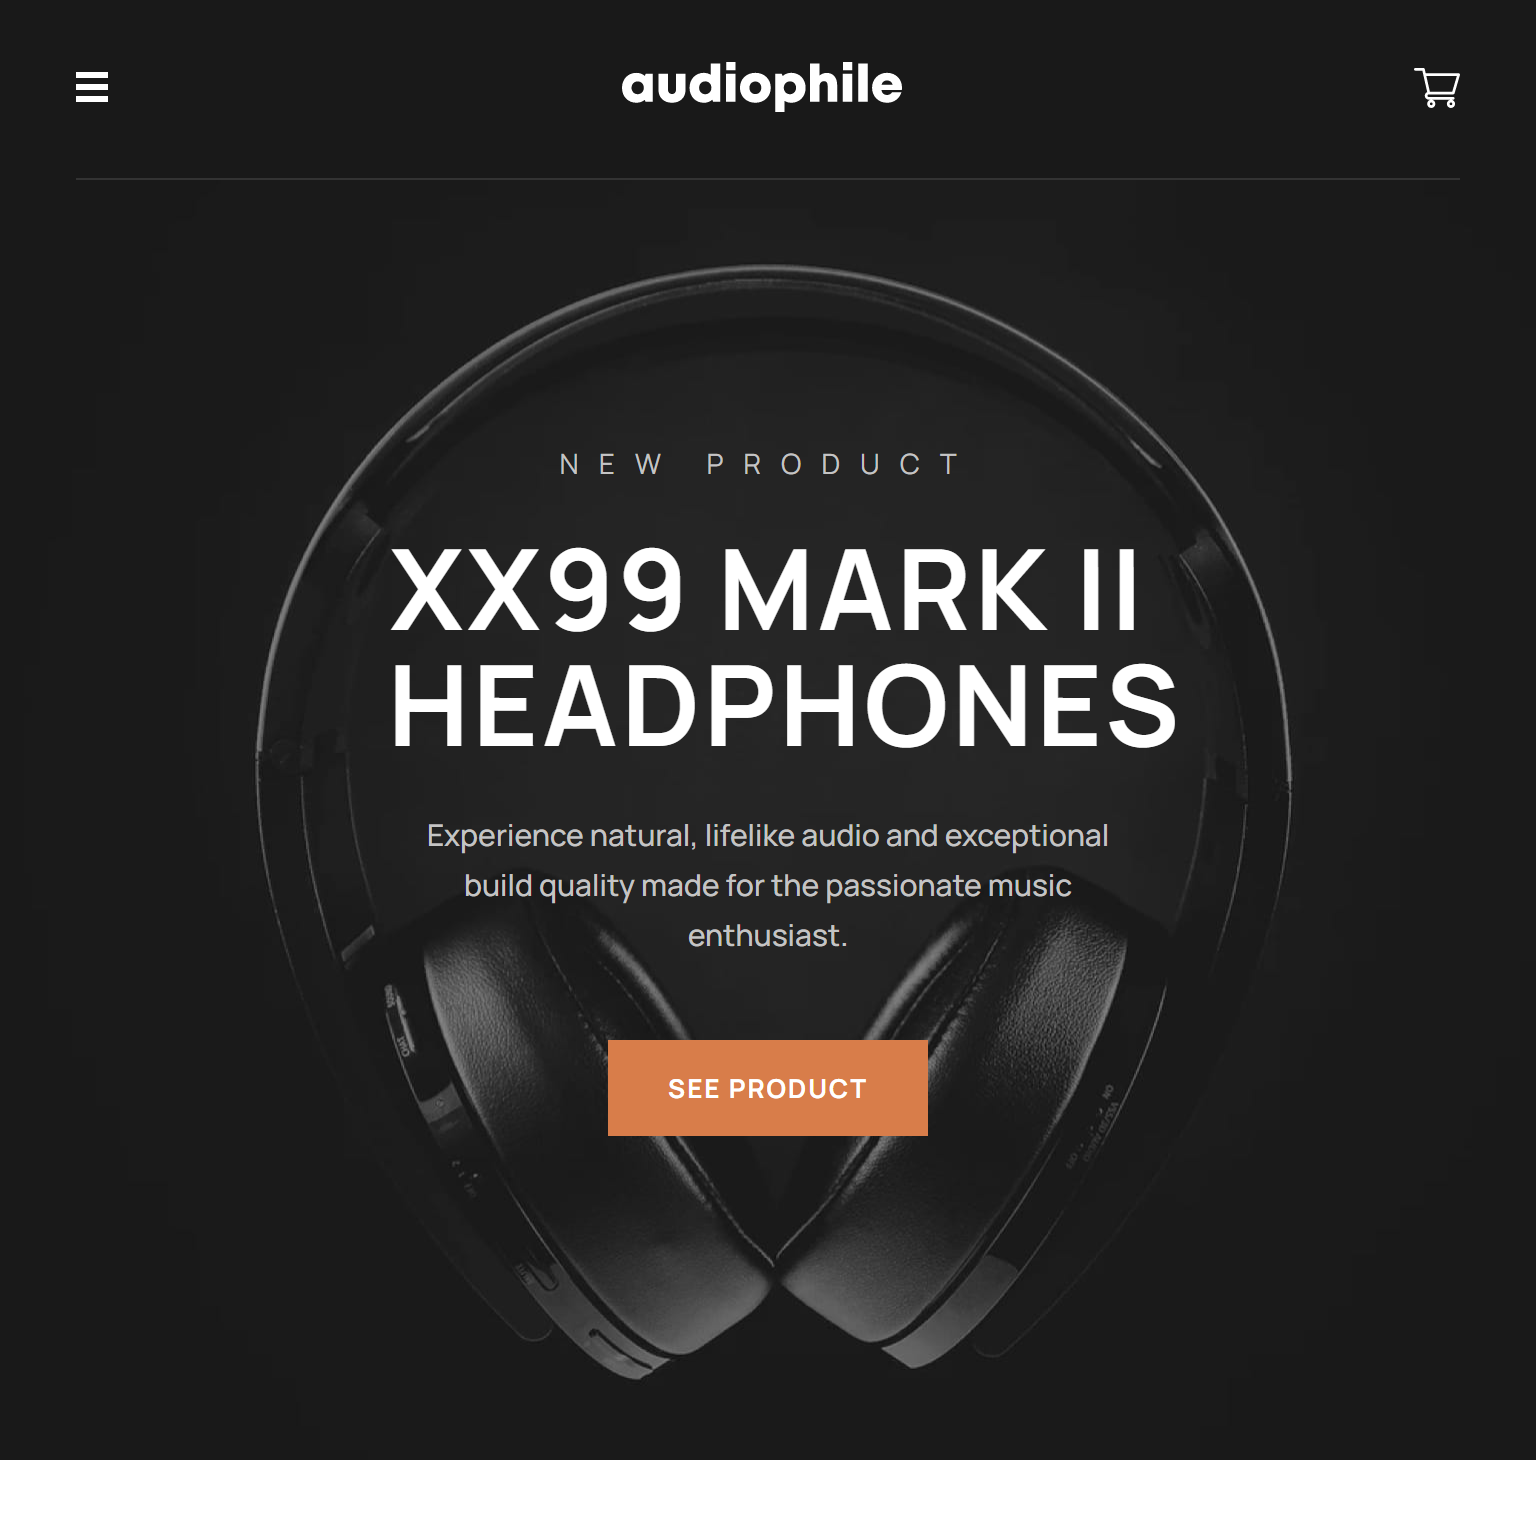 audiophile
NEW PRODUCT
XX99 MARK II
HEADPHONES
Experience natural, lifelike audio and exceptional
build quality made for the passionate music
enthusiast.
SEE PRODUCT